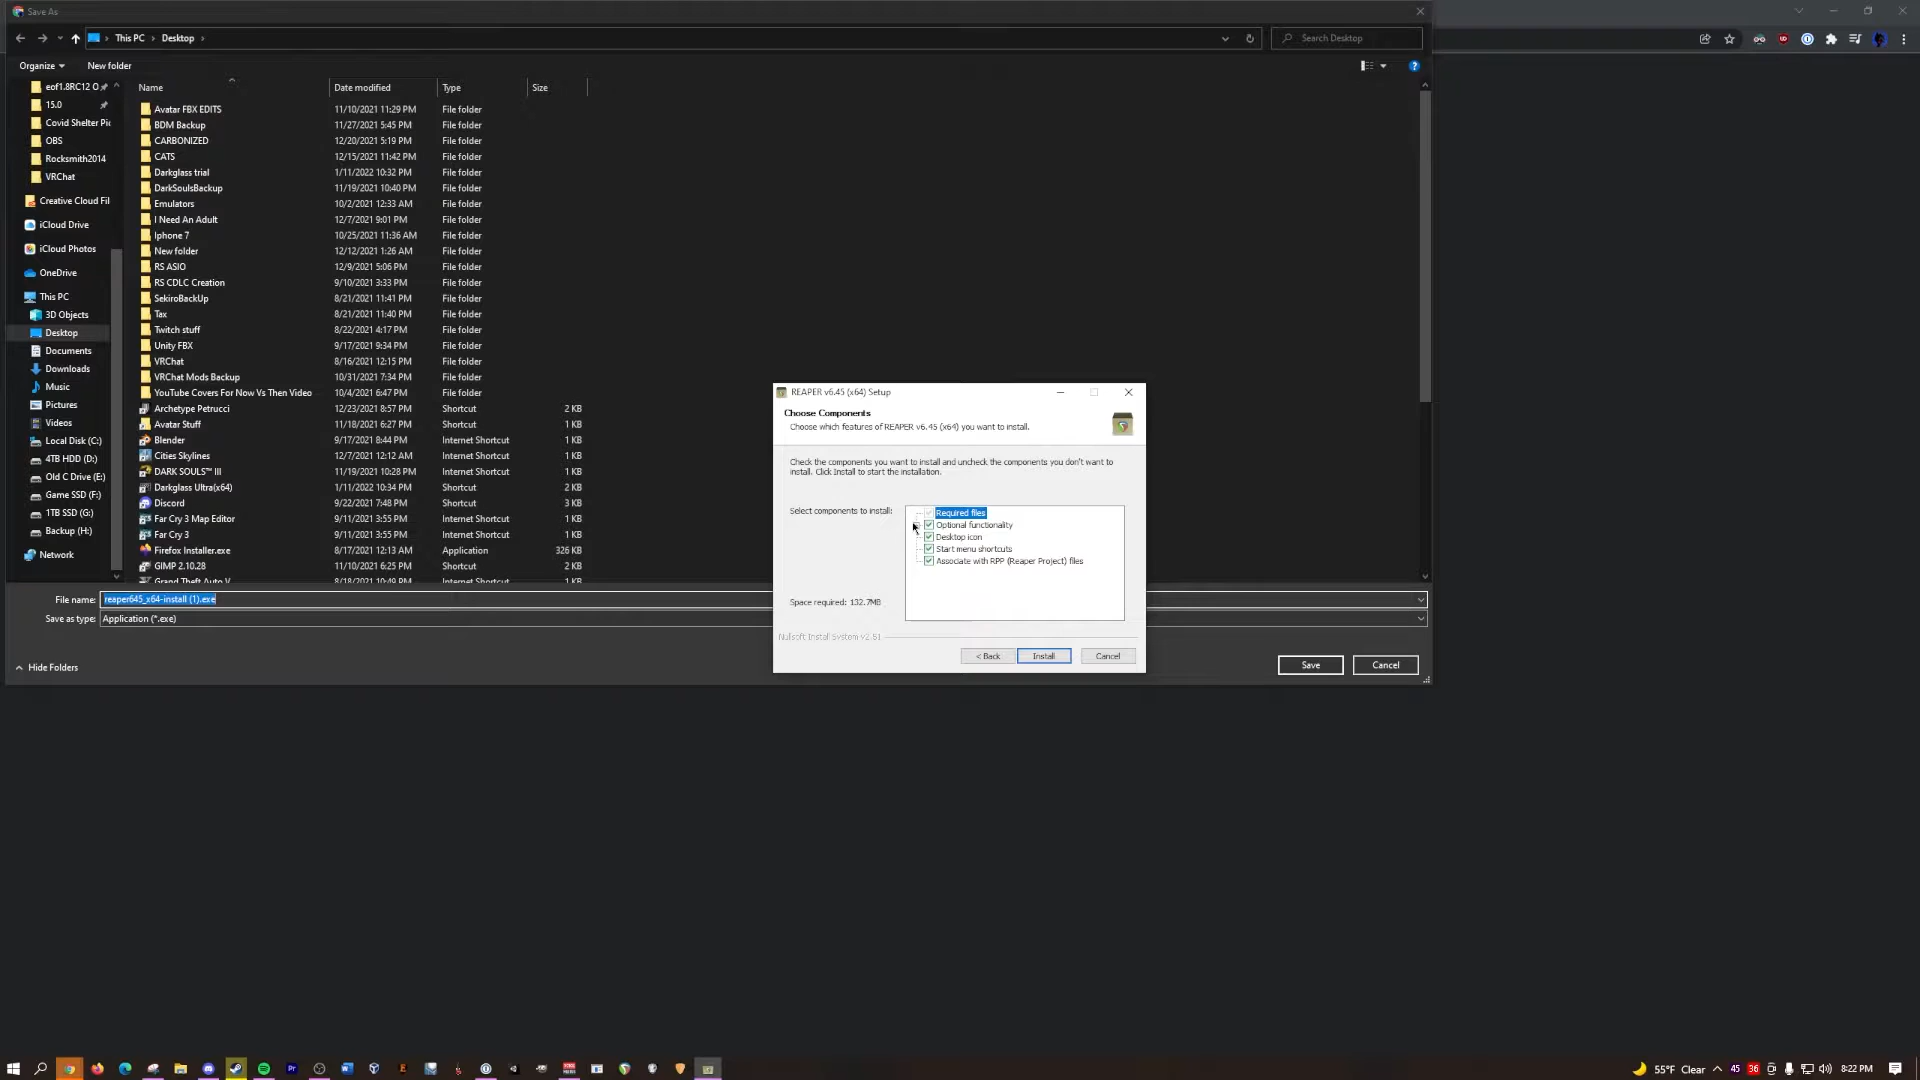 Save As
This PC
Desktop
Search Desktop
Organize
New folder
Name
Date modified
Type
Size
eof1.8RC12 O
15.0
Covid Shelter Pic
OBS
Rocksmith2014
VRChat
Creative Cloud Fil
iCloud Drive
iCloud Photos
OneDrive
This PC
3D Objects
Desktop
Documents
Downloads
Music
Pictures
Videos
Local Disk (C:)
4TB HDD (D:)
Old C Drive (E:)
Game SSD (F:)
1TB SSD (G:)
Backup (H:)
Network
Avatar FBX EDITS 11/10/2021 11:29 PM File folder
BDM Backup 11/27/2021 5:45 PM File folder
CARBONIZED 12/20/2021 5:19 PM File folder
CATS 12/15/2021 11:42 PM File folder
Darkglass trial 1/11/2022 10:32 PM File folder
DarkSoulsBackup 11/19/2021 10:40 PM File folder
Emulators 10/2/2021 12:33 AM File folder
I Need An Adult 12/7/2021 9:01 PM File folder
Iphone 7 10/25/2021 11:36 AM File folder
New folder 12/12/2021 1:26 AM File folder
RS ASIO 12/9/2021 5:06 PM File folder
RS CDLC Creation 9/10/2021 3:33 PM File folder
SekiroBackUp 8/21/2021 11:41 PM File folder
Tax 8/21/2021 11:40 PM File folder
Twitch stuff 8/22/2021 4:17 PM File folder
Unity FBX 9/17/2021 9:34 PM File folder
VRChat 8/16/2021 12:15 PM File folder
VRChat Mods Backup 10/31/2021 7:34 PM File folder
YouTube Covers For Now Vs Then Video 10/4/2021 6:47 PM File folder
Archetype Petrucci 12/23/2021 8:57 PM Shortcut 2 KB
Avatar Stuff 11/18/2021 6:27 PM Shortcut 1 KB
Blender 9/17/2021 8:44 PM Internet Shortcut 1 KB
Cities Skylines 12/7/2021 12:12 AM Internet Shortcut 1 KB
DARK SOULS™ III 11/19/2021 10:28 PM Internet Shortcut 1 KB
Darkglass Ultra(x64) 1/11/2022 10:34 PM Shortcut 2 KB
Discord 9/22/2021 7:48 PM Shortcut 3 KB
Far Cry 3 Map Editor 9/11/2021 3:55 PM Internet Shortcut 1 KB
Far Cry 3 9/11/2021 3:55 PM Internet Shortcut 1 KB
Firefox Installer.exe 8/17/2021 12:13 AM Application 326 KB
GIMP 2.10.28 11/10/2021 6:25 PM Shortcut 2 KB
Grand Theft Auto V 8/18/2021 10:49 PM Internet Shortcut 1 KB
File name: reaper645_x64-install (1).exe
Save as type: Application (*.exe)
Hide Folders
Save
Cancel
REAPER v6.45 (x64) Setup
Choose Components
Choose which features of REAPER v6.45 (x64) you want to install.
Check the components you want to install and uncheck the components you don't want to
install. Click Install to start the installation.
Select components to install:
Required files
Optional functionality
Desktop icon
Start menu shortcuts
Associate with RPP (Reaper Project) files
Space required: 132.7MB
Nullsoft Install System v2.51
< Back
Install
Cancel
55°F Clear
45
36
8:22 PM